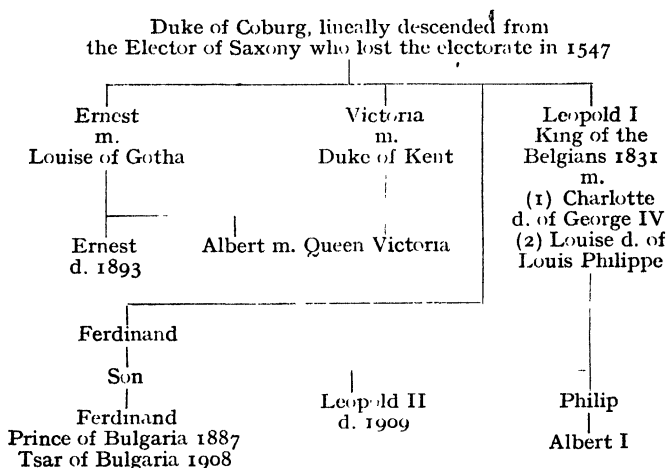 Duke of Coburg, lineally descended from
the Elector of Saxony who lost the electorate in 1547
Ernest
m.
Louise of Gotha
Victoria
m.
Duke of Kent
Leopold I
King of the
Belgians 1831
m.
(1) Charlotte
d. of George IV
(2) Louise d. of
Louis Philippe
Ernest
d. 1893
Albert m. Queen Victoria
Ferdinand
Son
Ferdinand
Prince of Bulgaria 1887
Tsar of Bulgaria 1908
Leopold II
d. 1909
Philip
Albert I